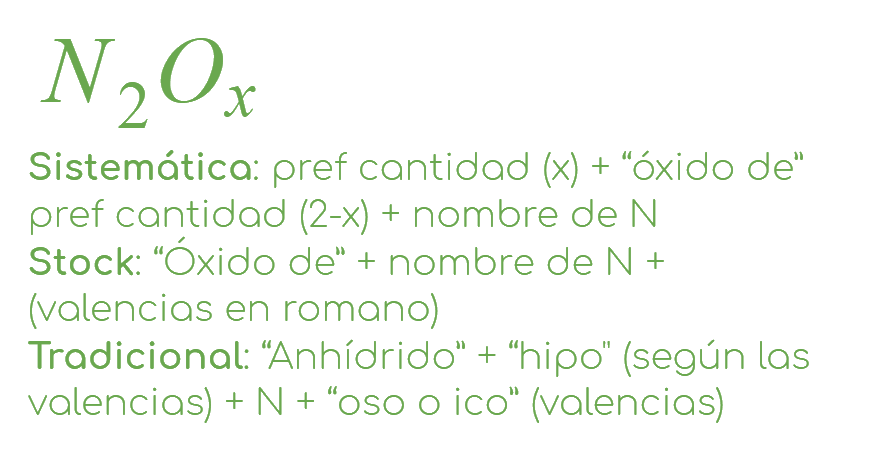 N₂Oₓ
Sistemática: pref cantidad (x) + “óxido de”
pref cantidad (2-x) + nombre de N
Stock: “Óxido de” + nombre de N +
(valencias en romano)
Tradicional: “Anhídrido” + “hipo" (según las
valencias) + N + “oso o ico” (valencias)